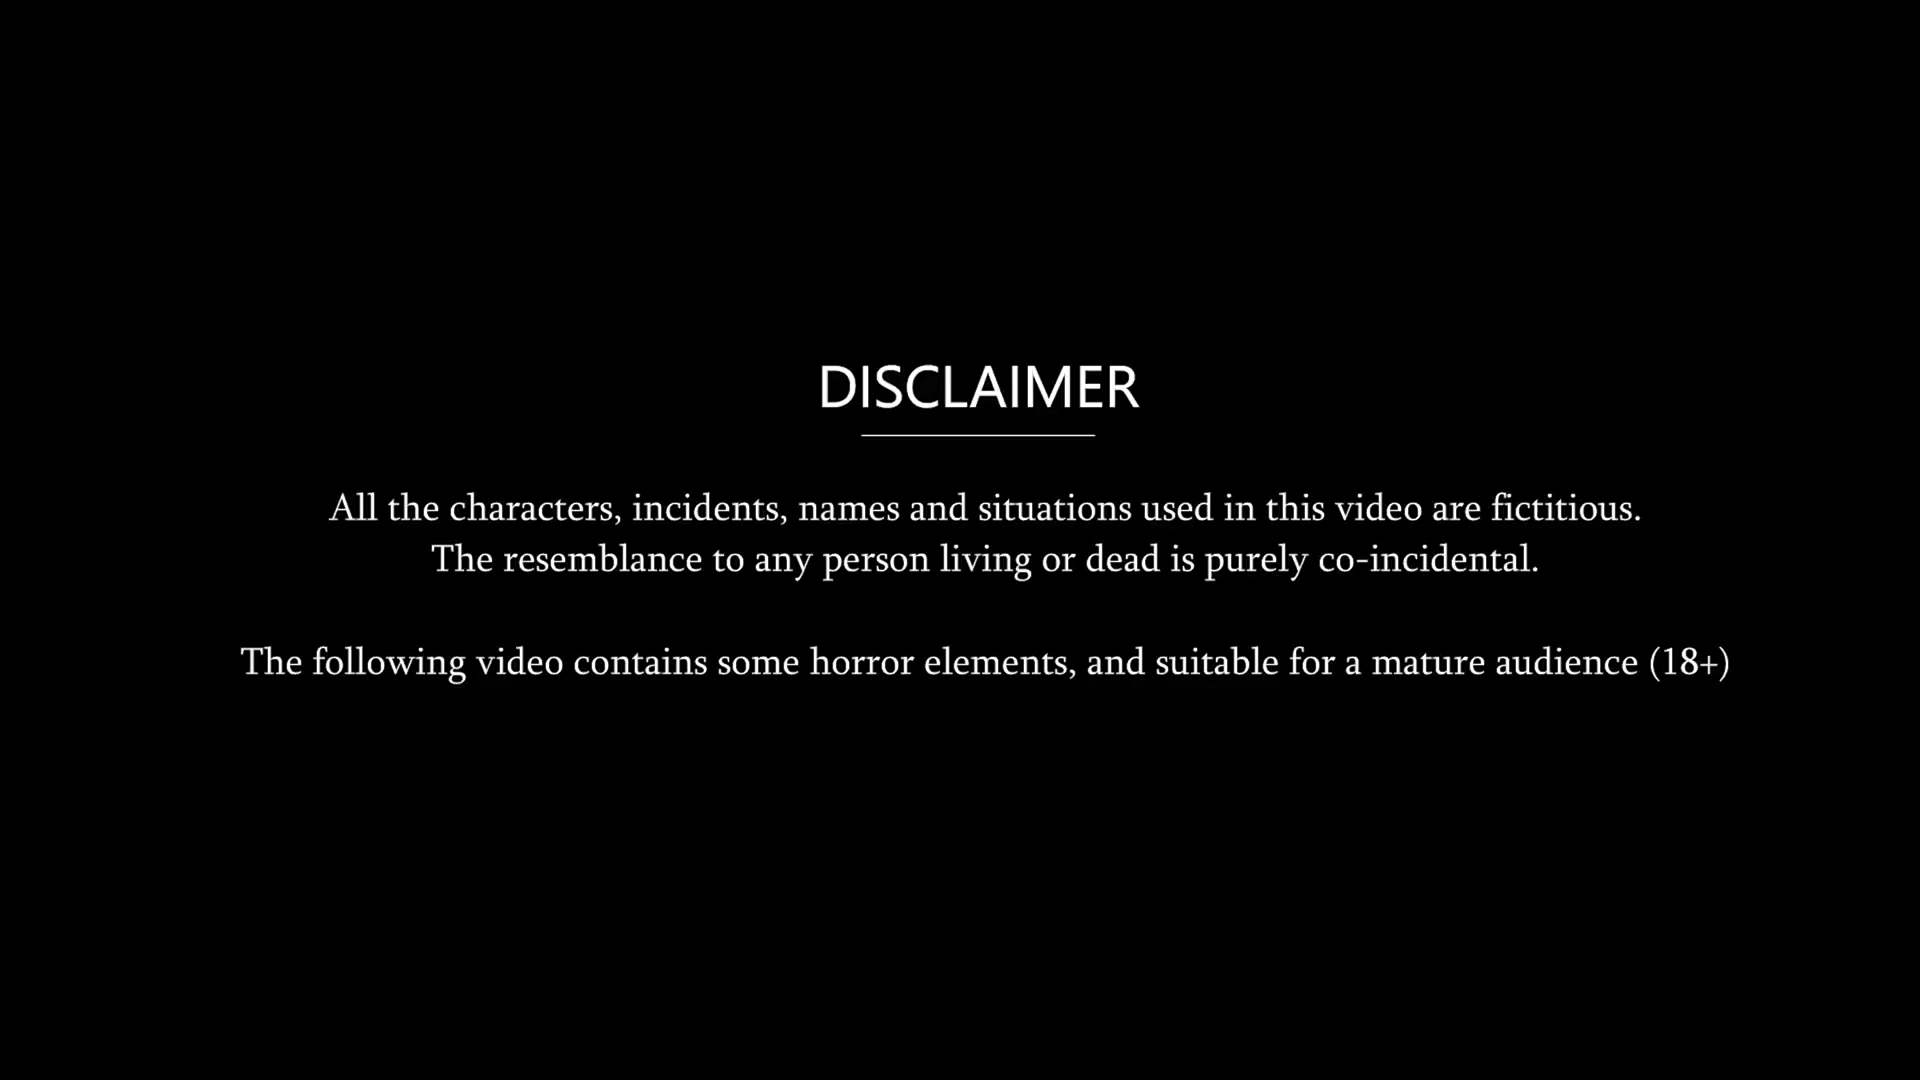 DISCLAIMER
All the characters, incidents, names and situations used in this video are fictitious.
The resemblance to any person living or dead is purely co-incidental.
The following video contains some horror elements, and suitable for a mature audience (18+)